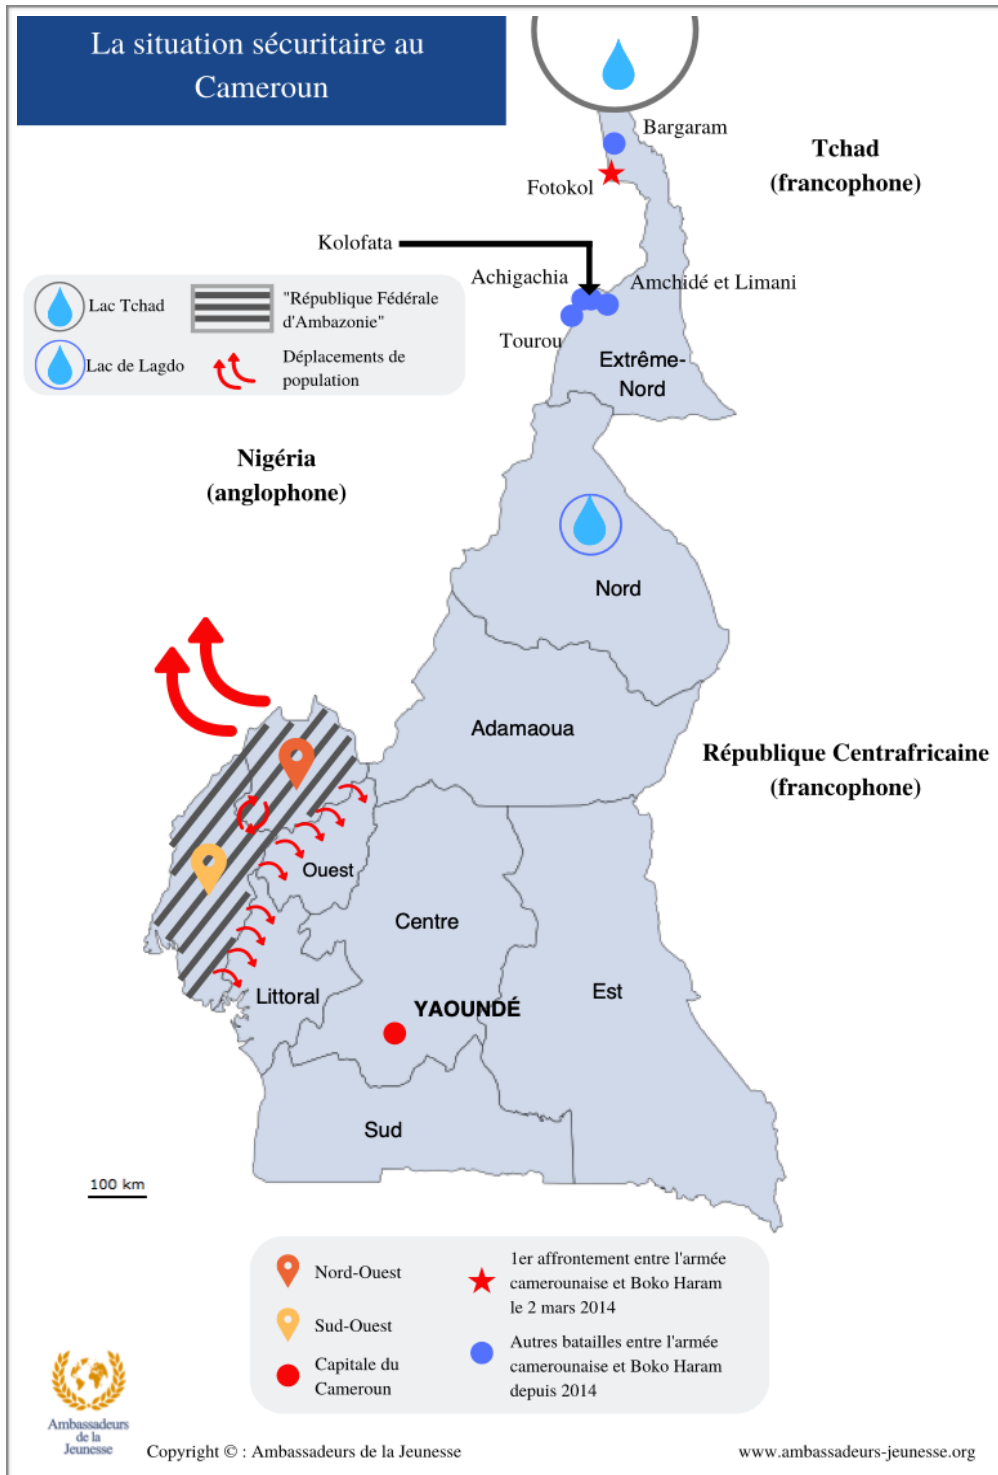 La situation sécuritaire au
Cameroun
Bargaram
Tchad
(francophone)
Fotokol
Kolofata
Achigachia
Amchidé et Limani
Tourou
Extrême-
Nord
Lac Tchad
"République Fédérale
d'Ambazonie"
Lac de Lagdo
Déplacements de
population
Nigéria
(anglophone)
Nord
Adamaoua
République Centrafricaine
(francophone)
Ouest
Centre
Est
Littoral
YAOUNDÉ
Sud
100 km
Nord-Ouest
Sud-Ouest
Capitale du
Cameroun
1er affrontement entre l'armée
camerounaise et Boko Haram
le 2 mars 2014
Autres batailles entre l'armée
camerounaise et Boko Haram
depuis 2014
Ambassadeurs
de la
Jeunesse
Copyright © : Ambassadeurs de la Jeunesse
www.ambassadeurs-jeunesse.org